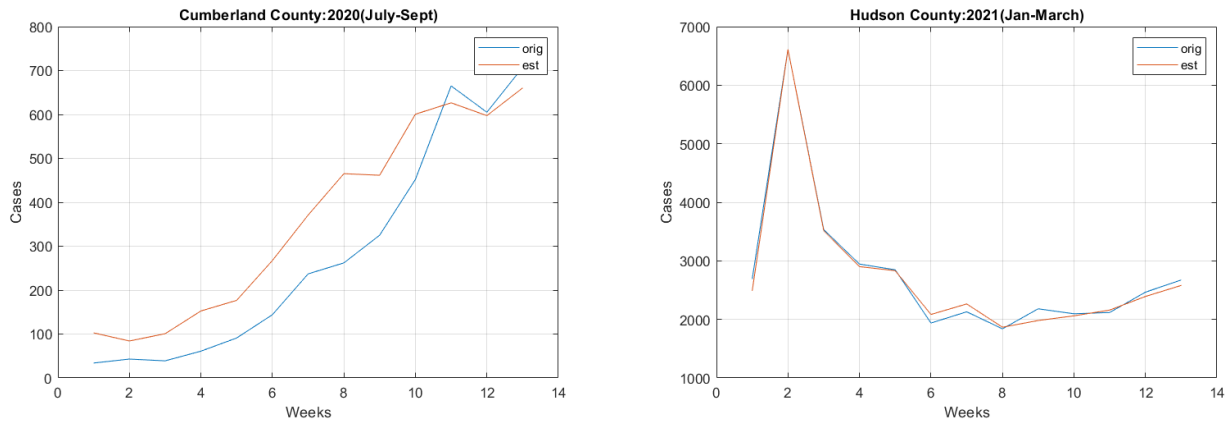 Cumberland County:2020(July-Sept)
800
700
600
500
400
300
200
100
0
Cases
0 2 4 6 8 10 12 14
Weeks
orig
est
Hudson County:2021(Jan-March)
7000
6000
5000
4000
3000
2000
1000
Cases
0 2 4 6 8 10 12 14
Weeks
orig
est